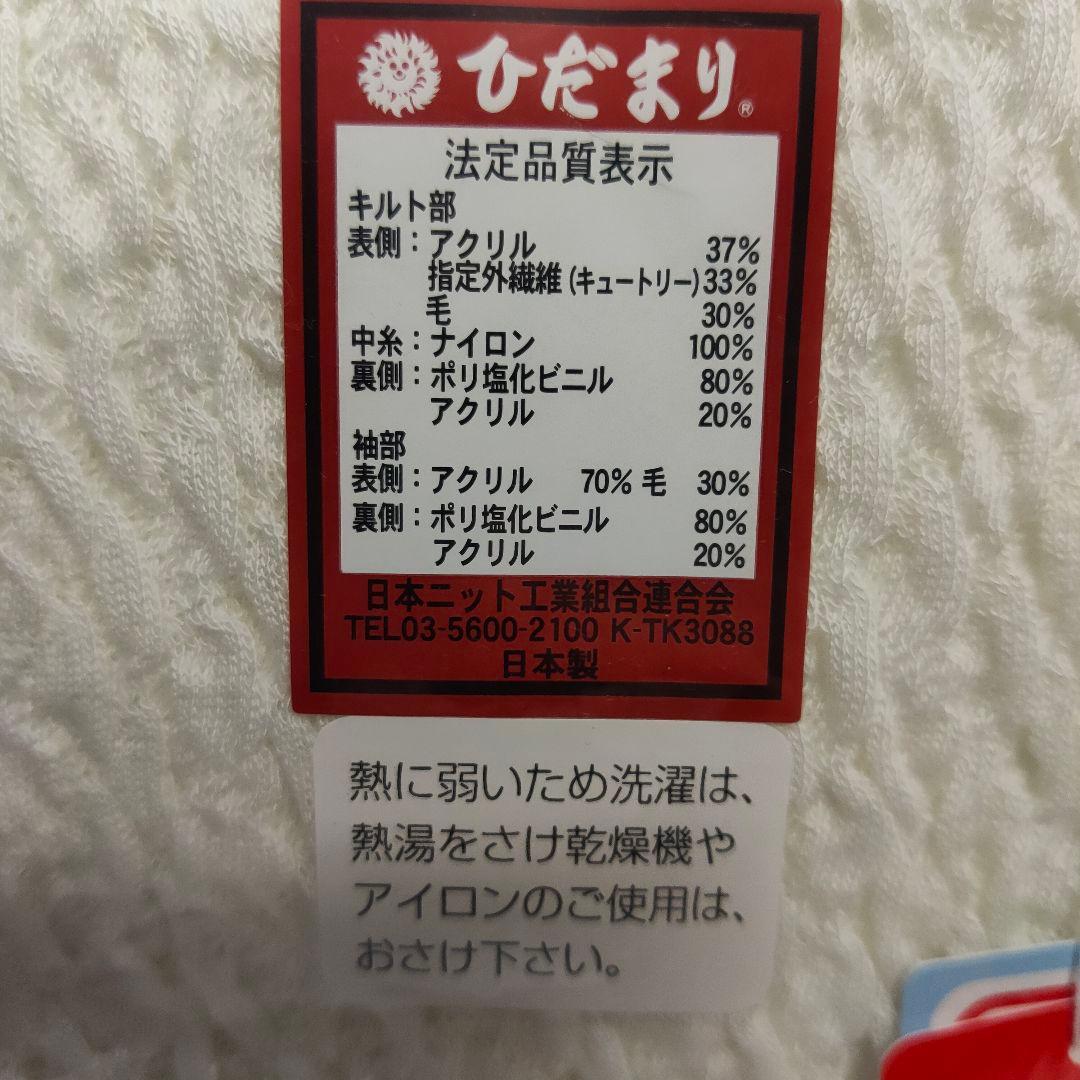 ひだまり®
法定品質表示
キルト部
表側：アクリル 37%
指定外繊維 (キュートリー) 33%
毛 30%
中糸：ナイロン 100%
裏側：ポリ塩化ビニル 80%
アクリル 20%
袖部
表側：アクリル 70% 毛 30%
裏側：ポリ塩化ビニル 80%
アクリル 20%
日本ニット工業組合連合会
TEL03-5600-2100 K-TK3088
日本製
熱に弱いため洗濯は、
熱湯をさけ乾燥機や
アイロンのご使用は、
おさけ下さい。